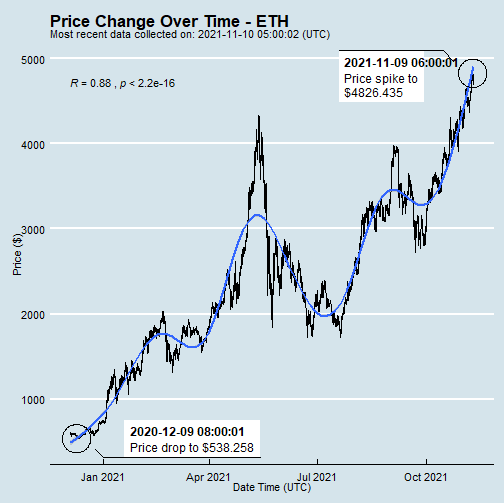 Price Change Over Time - ETH
Most recent data collected on: 2021-11-10 05:00:02 (UTC)
5000
2021-11-09 06:00:01
Price spike to
$4826.435
R = 0.88 , p < 2.2e-16
4000
3000
Price ($)
2000
1000
2020-12-09 08:00:01
Price drop to $538.258
Jan 2021
Apr 2021
Jul 2021
Oct 2021
Date Time (UTC)